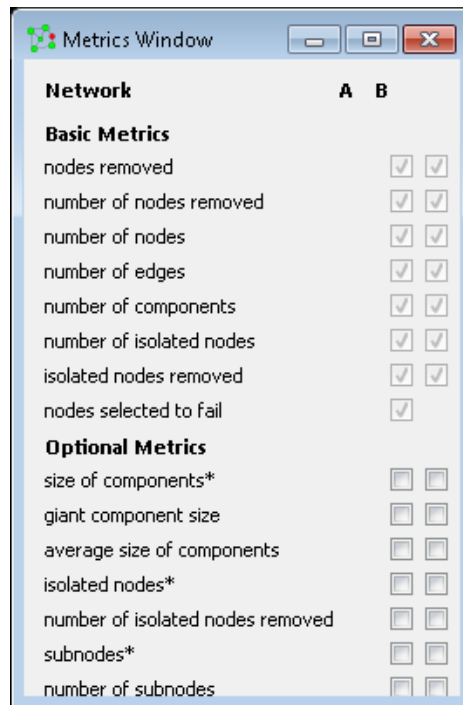 Metrics Window
Network A B
Basic Metrics
nodes removed
number of nodes removed
number of nodes
number of edges
number of components
number of isolated nodes
isolated nodes removed
nodes selected to fail
Optional Metrics
size of components*
giant component size
average size of components
isolated nodes*
number of isolated nodes removed
subnodes*
number of subnodes